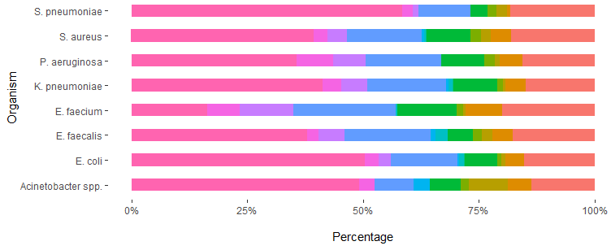 Organism
S. pneumoniae
S. aureus
P. aeruginosa
K. pneumoniae
E. faecium
E. faecalis
E. coli
Acinetobacter spp.
0% 25% 50% 75% 100%
Percentage